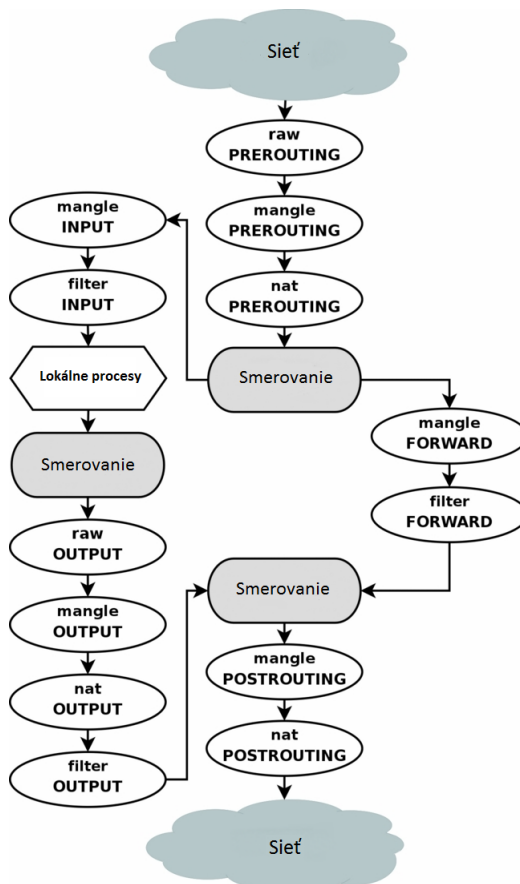 Sieť
raw
PREROUTING
mangle
PREROUTING
nat
PREROUTING
Smerovanie
mangle
INPUT
filter
INPUT
Lokálne procesy
Smerovanie
raw
OUTPUT
mangle
OUTPUT
nat
OUTPUT
filter
OUTPUT
mangle
FORWARD
filter
FORWARD
Smerovanie
mangle
POSTROUTING
nat
POSTROUTING
Sieť